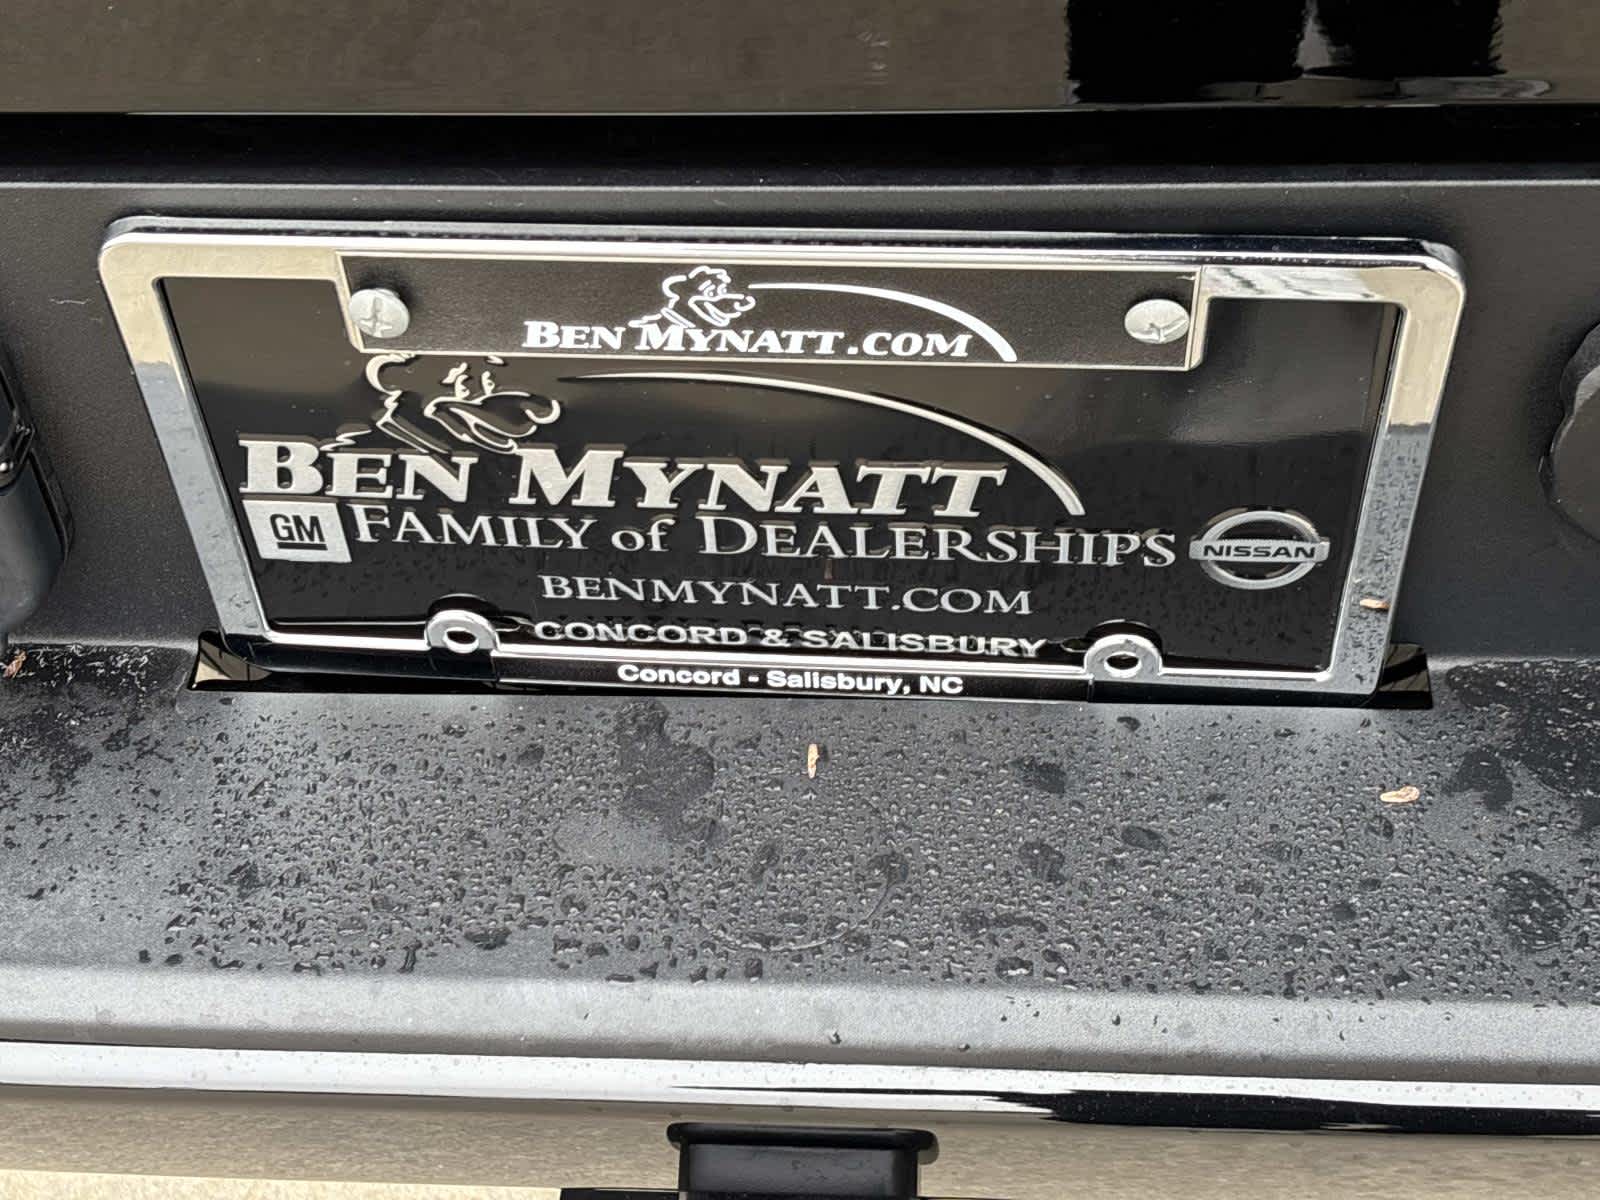 BEN MYNATT.COM
BEN MYNATT
GM FAMILY of DEALERSHIPS NISSAN
BENMYNATT.COM
CONCORD & SALISBURY
Concord - Salisbury, NC